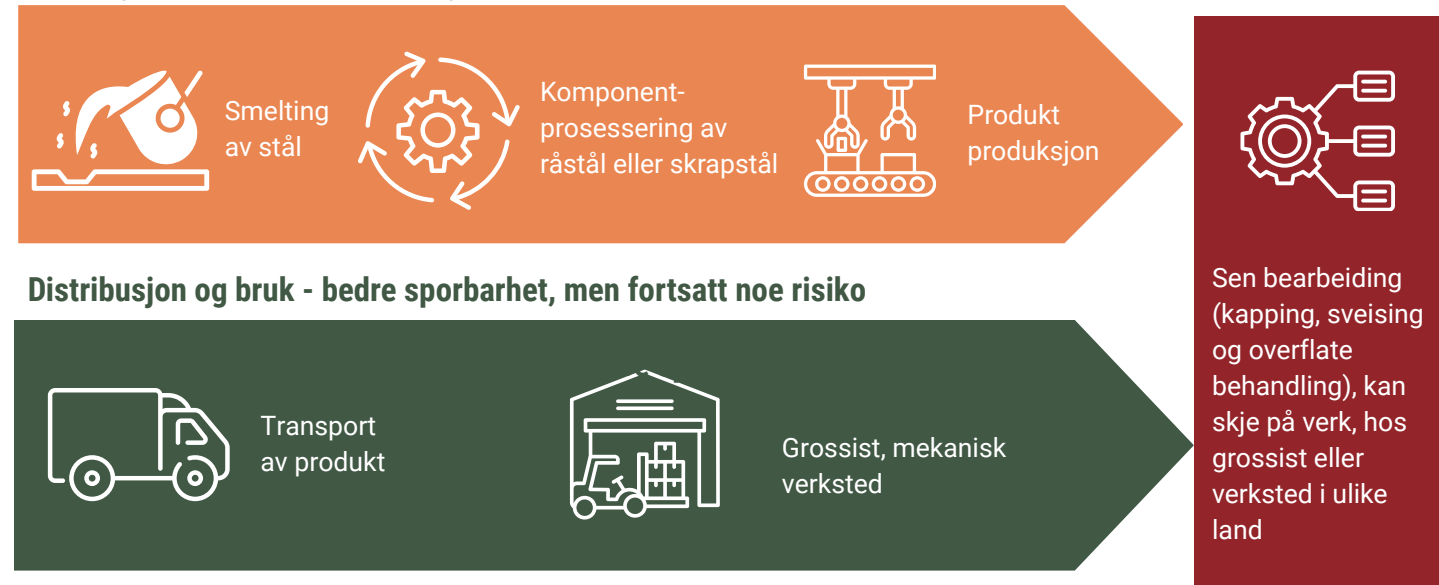 Smelting
av stål
Komponent-
prosessering av
råstål eller skrapstål
Produkt
produksjon
Distribusjon og bruk - bedre sporbarhet, men fortsatt noe risiko
Transport
av produkt
Grossist, mekanisk
verksted
Sen bearbeiding
(kapping, sveising
og overflate
behandling), kan
skje på verk, hos
grossist eller
verksted i ulike
land